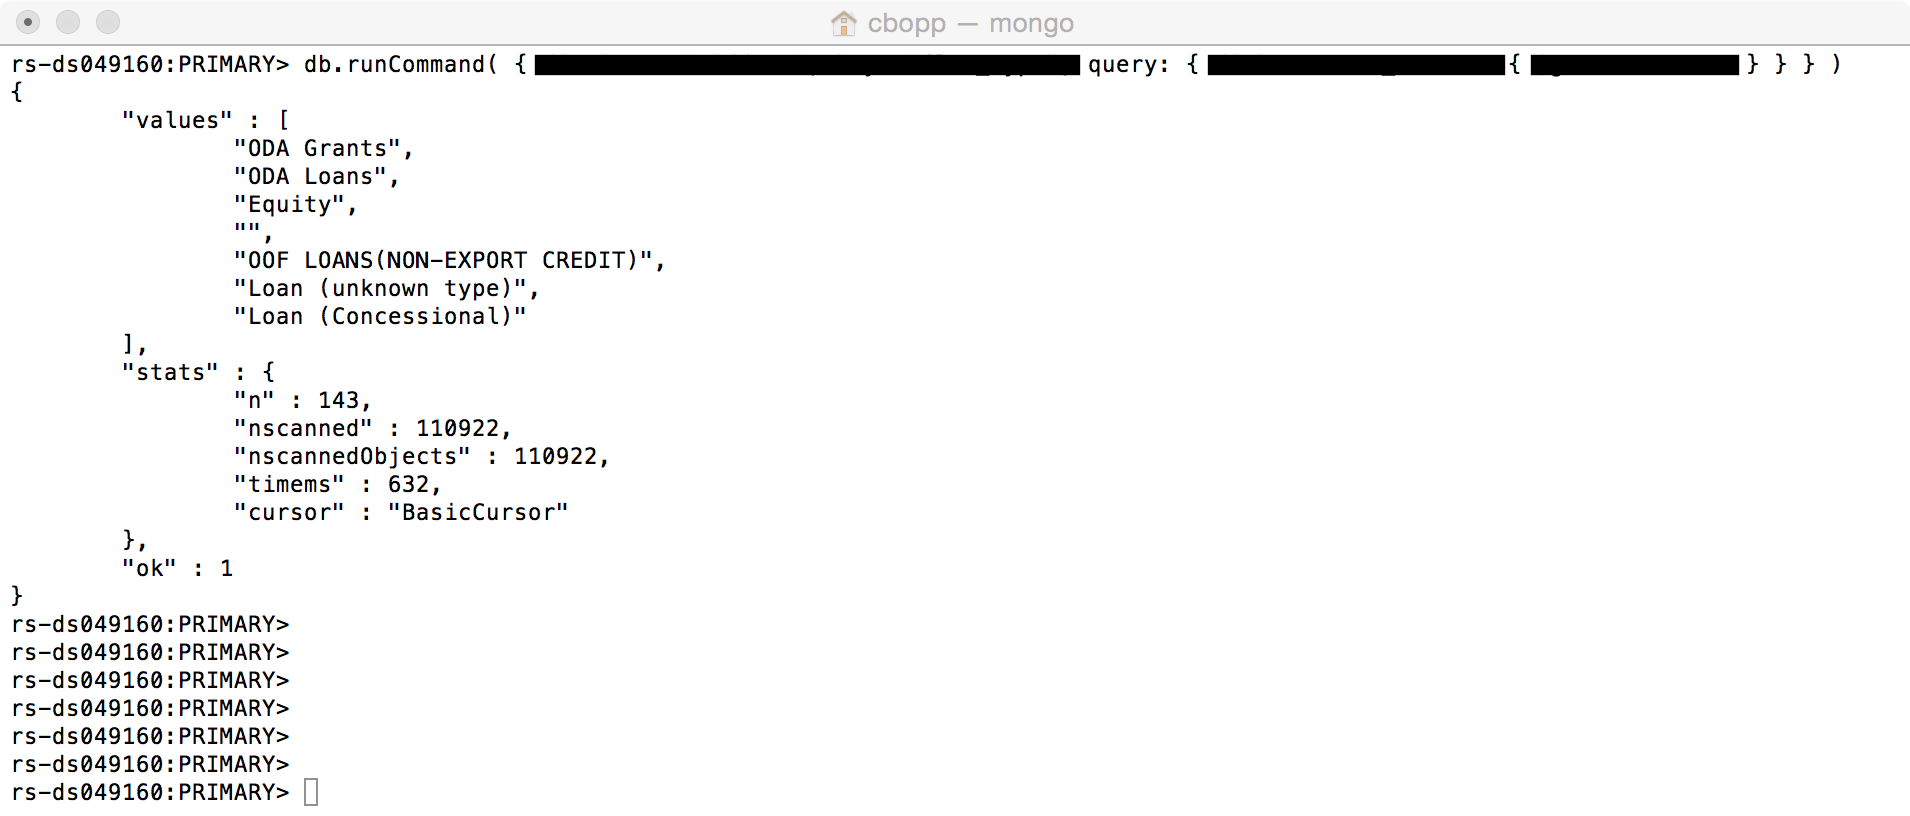 cbopp — mongo
rs-ds049160:PRIMARY> db.runCommand( { query: { { } } } )
{
"values" : [
"ODA Grants",
"ODA Loans",
"Equity",
"",
"OOF LOANS(NON-EXPORT CREDIT)",
"Loan (unknown type)",
"Loan (Concessional)"
],
"stats" : {
"n" : 143,
"nscanned" : 110922,
"nscannedObjects" : 110922,
"timems" : 632,
"cursor" : "BasicCursor"
},
"ok" : 1
}
rs-ds049160:PRIMARY>
rs-ds049160:PRIMARY>
rs-ds049160:PRIMARY>
rs-ds049160:PRIMARY>
rs-ds049160:PRIMARY>
rs-ds049160:PRIMARY>
rs-ds049160:PRIMARY>